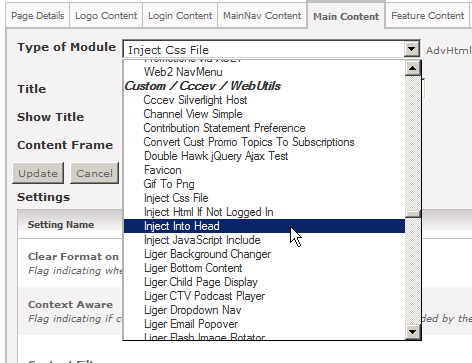 Page Details Logo Content Login Content MainNav Content Main Content Feature Content
Type of Module Inject Css File AdvHtml
Web2 NavMenu
Title Custom / Cccev / WebUtils
Cccev Silverlight Host
Show Title Channel View Simple
Contribution Statement Preference
Content Frame Convert Cust Promo Topics To Subscriptions
Double Hawk jQuery Ajax Test
Update Cancel Favicon
Gif To Png
Settings Inject Css File
Inject Html If Not Logged In
Setting Name Inject Into Head
Inject JavaScript Include
Clear Format on Liger Background Changer
Flag indicating whe Liger Bottom Content
Liger Child Page Display
Liger CTV Podcast Player
Context Aware Liger Dropdown Nav
Flag indicating if c Liger Email Popover ded by the
Liger Flash Image Rotator